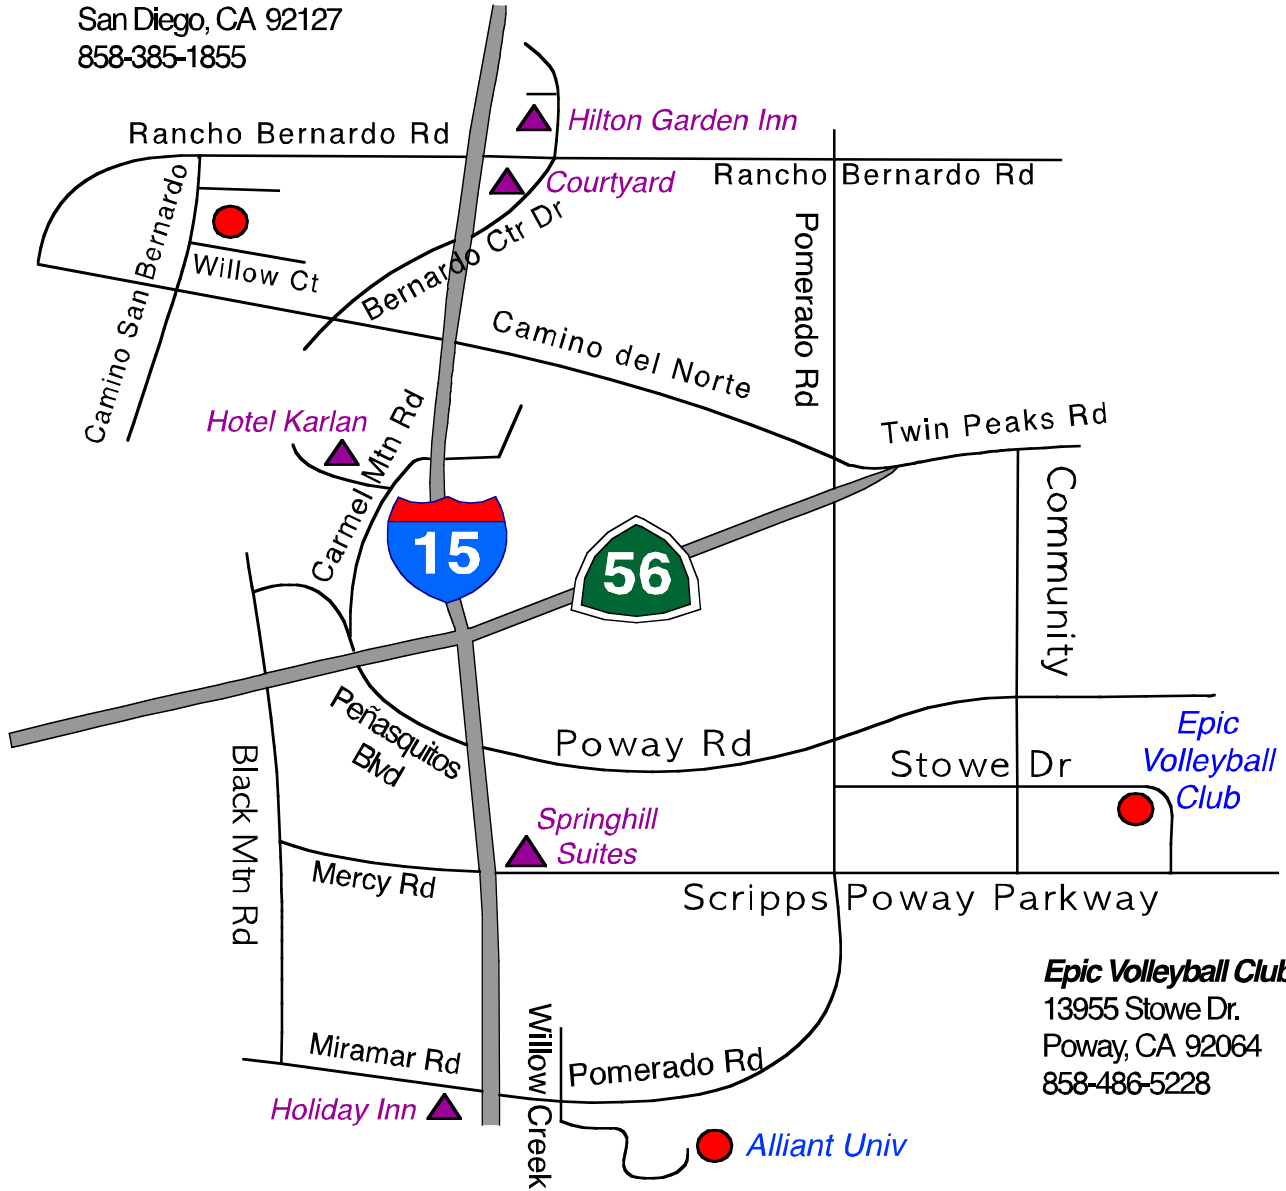 San Diego, CA 92127
858-385-1855
Hilton Garden Inn
Rancho Bernardo Rd
Courtyard
Rancho Bernardo Rd
Camino San Bernardo
Willow Ct
Bernardo Ctr Dr
Pomerado Rd
Camino del Norte
Hotel Karlan
Carmel Mtn Rd
Twin Peaks Rd
Community
15
56
Peñasquitos
Blvd
Poway Rd
Epic
Volleyball
Club
Stowe Dr
Black Mtn Rd
Springhill
Suites
Mercy Rd
Scripps Poway Parkway
Epic Volleyball Club
13955 Stowe Dr.
Poway, CA 92064
858-486-5228
Miramar Rd
Willow Creek
Pomerado Rd
Holiday Inn
Alliant Univ